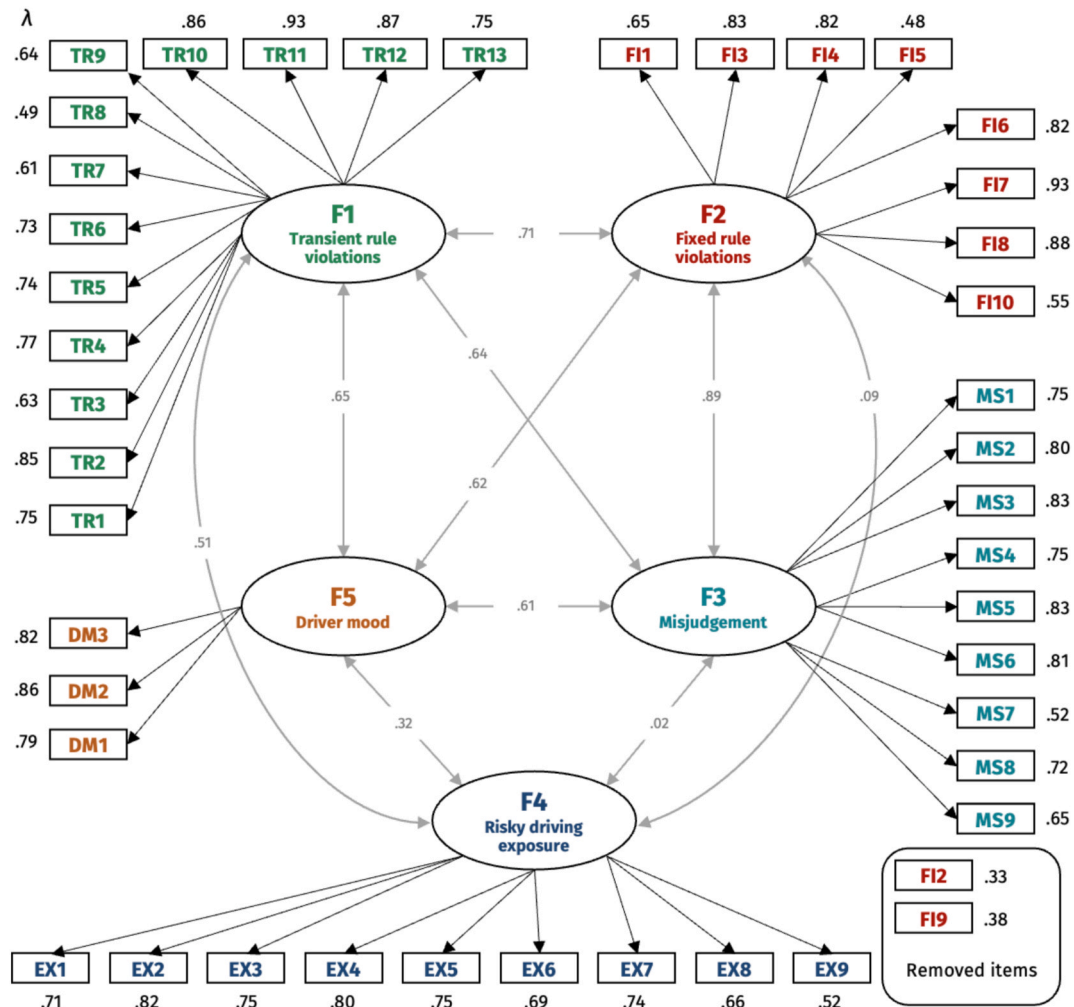 λ
.86 .93 .87 .75
.64 TR9 TR10 TR11 TR12 TR13
.49 TR8
.61 TR7
.73 TR6
.74 TR5
.77 TR4
.63 TR3
.85 TR2
.75 TR1
.65 .83 .82 .48
FI1 FI3 FI4 FI5
FI6 .82
FI7 .93
FI8 .88
FI10 .55
F1
Transient rule
violations
.71
F2
Fixed rule
violations
.64
.65
.89
.09
.62
.51
MS1 .75
MS2 .80
MS3 .83
MS4 .75
MS5 .83
MS6 .81
MS7 .52
MS8 .72
MS9 .65
F5
Driver mood
.61
F3
Misjudgement
.82 DM3
.86 DM2
.79 DM1
.32
.02
F4
Risky driving
exposure
FI2 .33
FI9 .38
Removed items
EX1 EX2 EX3 EX4 EX5 EX6 EX7 EX8 EX9
.71 .82 .75 .80 .75 .69 .74 .66 .52